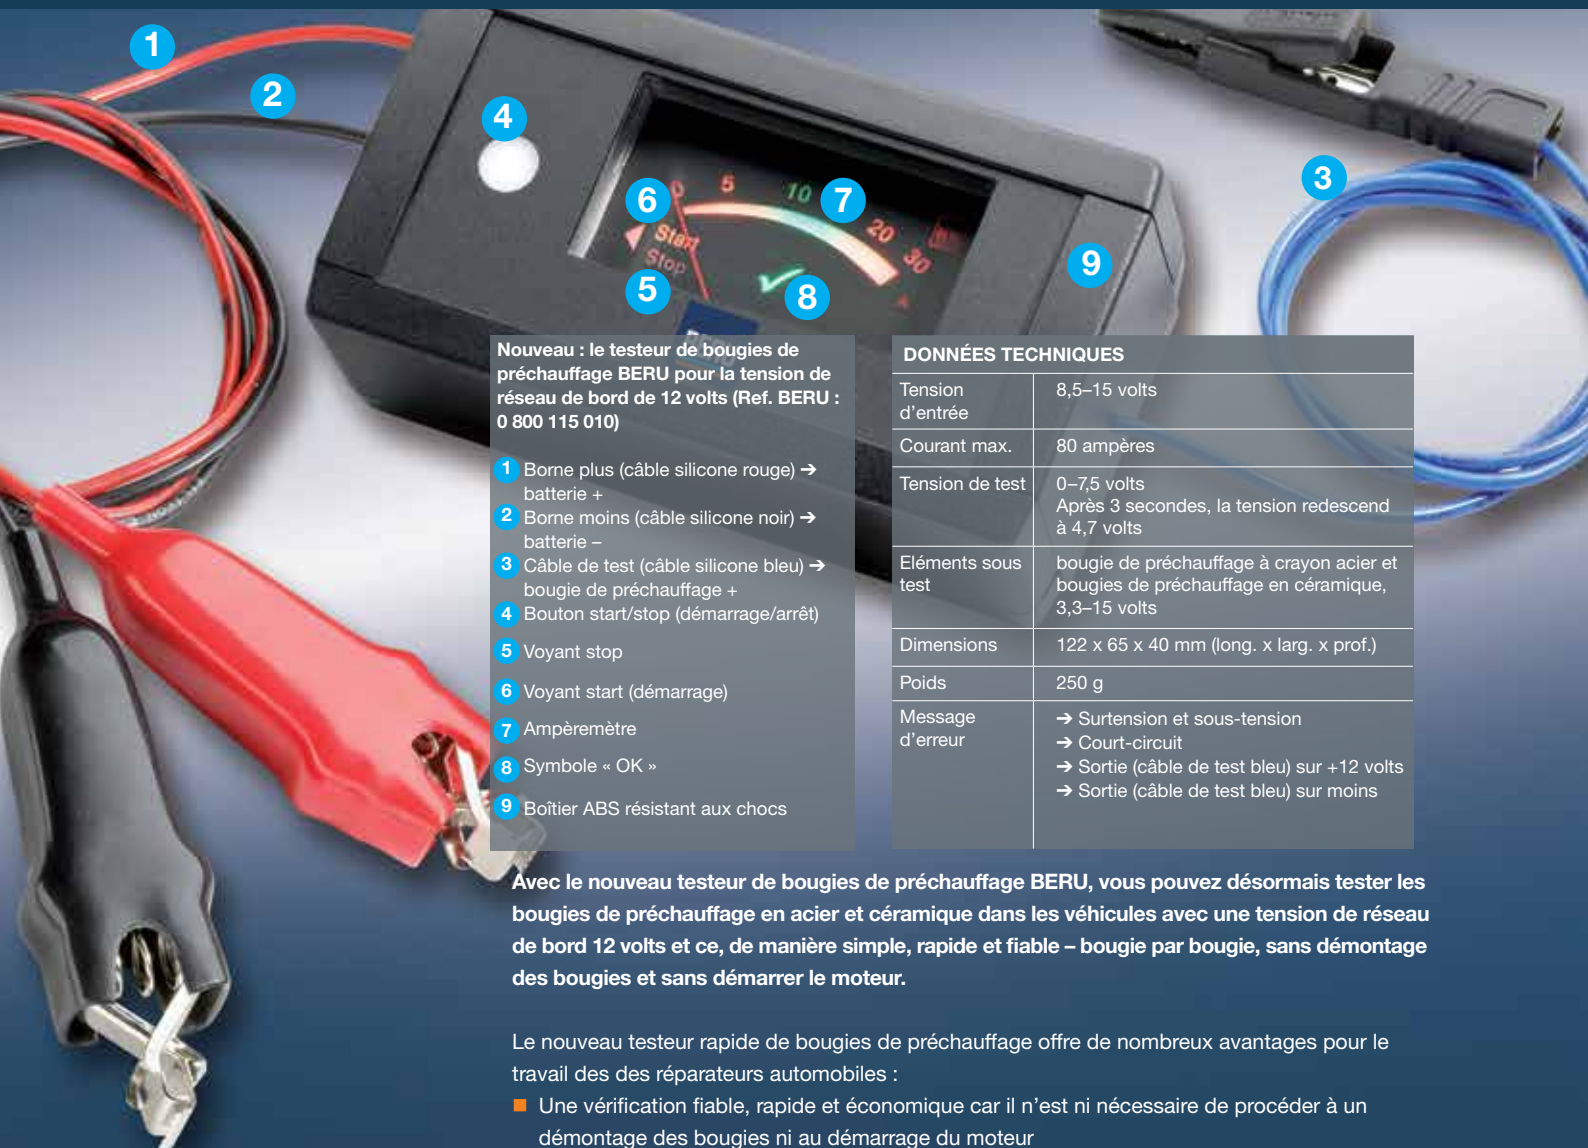 1
2
3
4
5
6
7
8
9
0
5
10
20
30
Start
Stop
BERU
Nouveau : le testeur de bougies de
préchauffage BERU pour la tension de
réseau de bord de 12 volts (Ref. BERU :
0 800 115 010)
1 Borne plus (câble silicone rouge) ➔
batterie +
2 Borne moins (câble silicone noir) ➔
batterie –
3 Câble de test (câble silicone bleu) ➔
bougie de préchauffage +
4 Bouton start/stop (démarrage/arrêt)
5 Voyant stop
6 Voyant start (démarrage)
7 Ampèremètre
8 Symbole « OK »
9 Boîtier ABS résistant aux chocs
DONNÉES TECHNIQUES
Tension 8,5–15 volts
d’entrée
Courant max. 80 ampères
Tension de test 0–7,5 volts
Après 3 secondes, la tension redescend
à 4,7 volts
Eléments sous bougie de préchauffage à crayon acier et
test bougies de préchauffage en céramique,
3,3–15 volts
Dimensions 122 x 65 x 40 mm (long. x larg. x prof.)
Poids 250 g
Message ➔ Surtension et sous-tension
d’erreur ➔ Court-circuit
➔ Sortie (câble de test bleu) sur +12 volts
➔ Sortie (câble de test bleu) sur moins
Avec le nouveau testeur de bougies de préchauffage BERU, vous pouvez désormais tester les
bougies de préchauffage en acier et céramique dans les véhicules avec une tension de réseau
de bord 12 volts et ce, de manière simple, rapide et fiable – bougie par bougie, sans démontage
des bougies et sans démarrer le moteur.
Le nouveau testeur rapide de bougies de préchauffage offre de nombreux avantages pour le
travail des des réparateurs automobiles :
■ Une vérification fiable, rapide et économique car il n’est ni nécessaire de procéder à un
démontage des bougies ni au démarrage du moteur